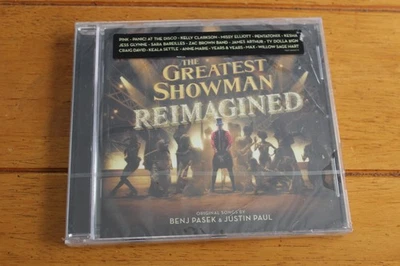 P!NK • PANIC! AT THE DISCO • KELLY CLARKSON • MISSY ELLIOTT • PENTATONIX • KESHA
JESS GLYNNE • SARA BAREILLES • ZAC BROWN BAND • JAMES ARTHUR • TY DOLLA $IGN
CRAIG DAVID • KEALA SETTLE • ANNE-MARIE • YEARS & YEARS • MAX • WILLOW SAGE HART
THE
GREATEST
SHOWMAN
REIMAGINED
ORIGINAL SONGS BY
BENJ PASEK & JUSTIN PAUL